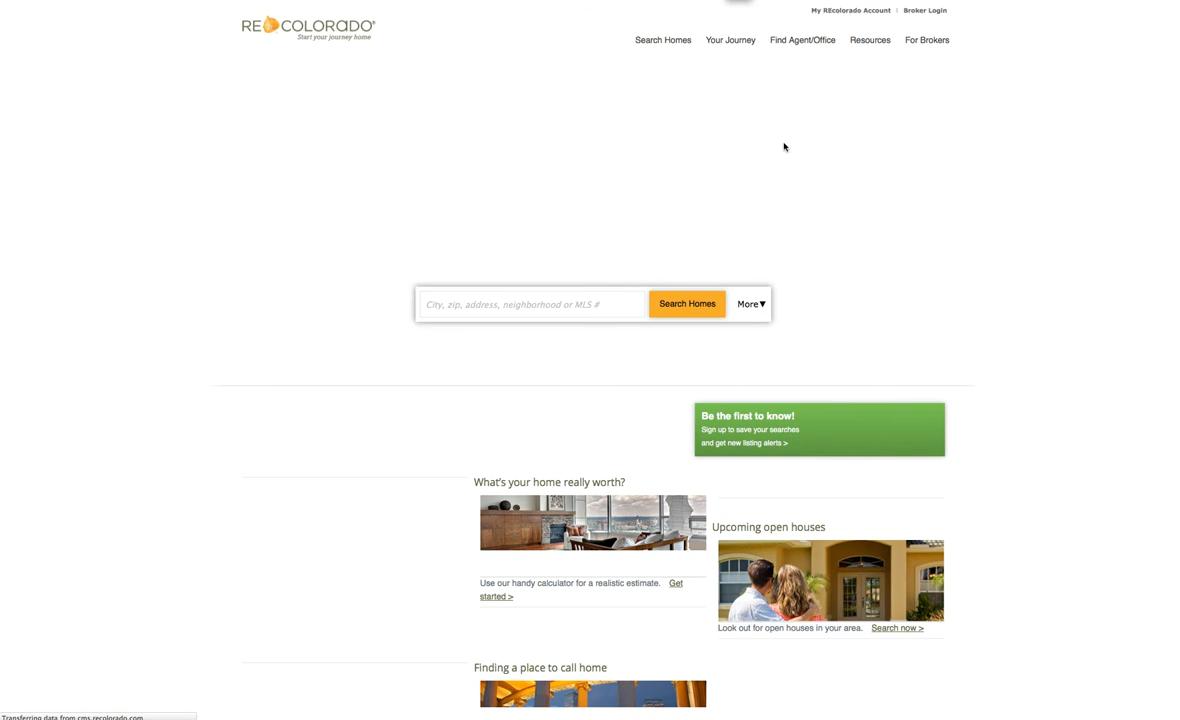 My REcolorado Account | Broker Login
RECOLORADO®
Start your journey home
Search Homes Your Journey Find Agent/Office Resources For Brokers
City, zip, address, neighborhood or MLS # Search Homes More▼
Be the first to know!
Sign up to save your searches
and get new listing alerts >
What's your home really worth?
Use our handy calculator for a realistic estimate. Get
started >
Upcoming open houses
Look out for open houses in your area. Search now >
Finding a place to call home
Transferring data from cms.recolorado.com